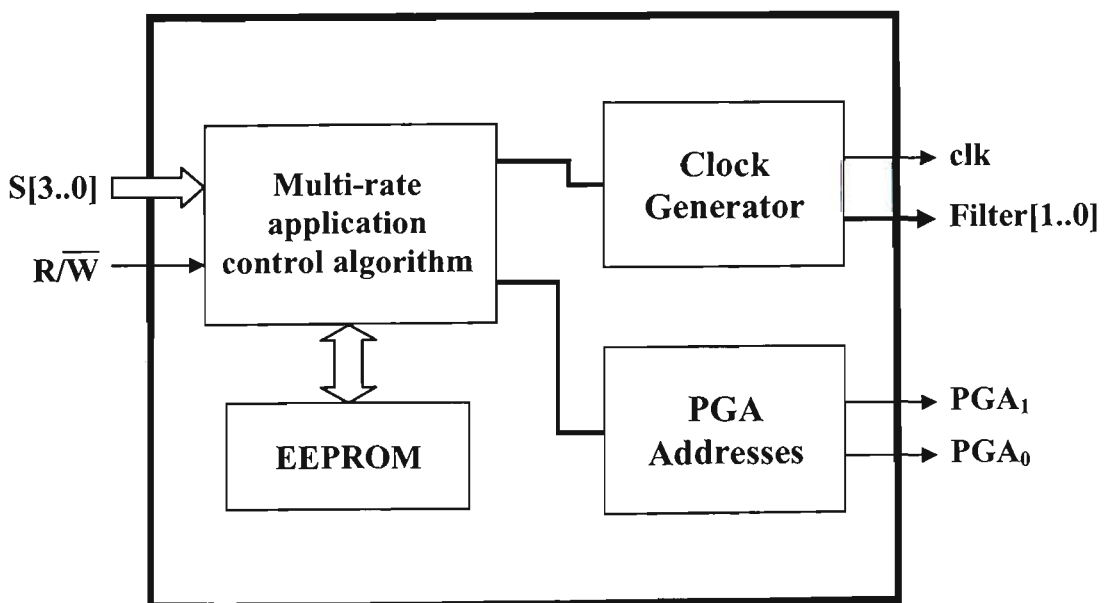 S[3..0]
R/W̅
Multi-rate
application
control algorithm
EEPROM
Clock
Generator
PGA
Addresses
clk
Filter[1..0]
PGA₁
PGA₀